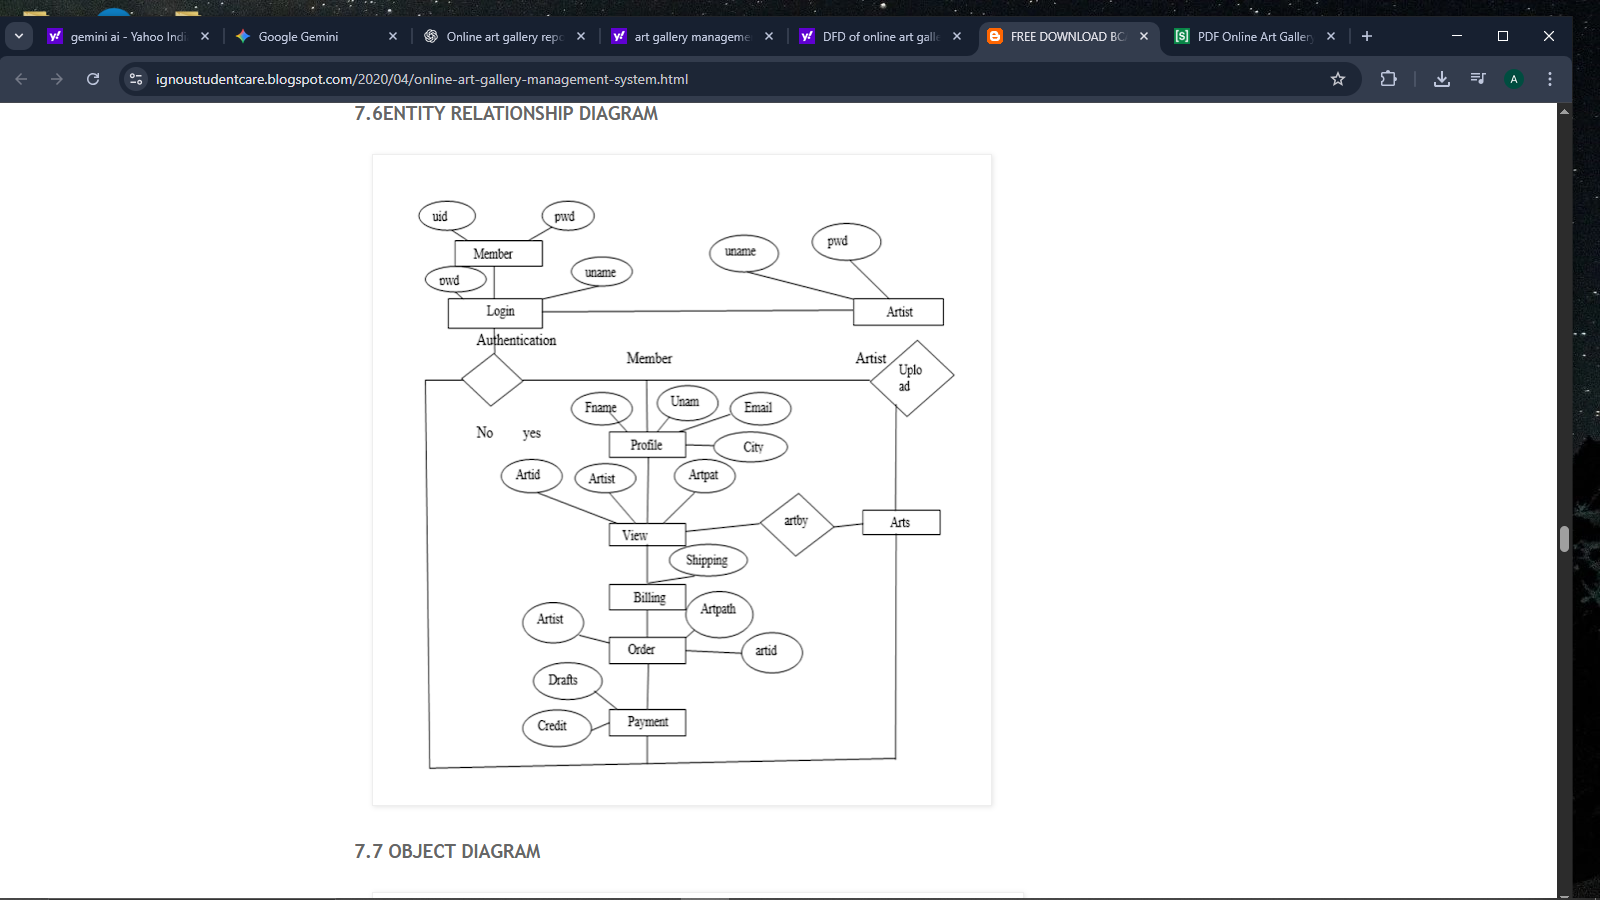 gemini ai - Yahoo Indi
Google Gemini
Online art gallery repo
art gallery manageme
DFD of online art galle
FREE DOWNLOAD BC
PDF Online Art Gallery
ignoustudentcare.blogspot.com/2020/04/online-art-gallery-management-system.html
A
7.6ENTITY RELATIONSHIP DIAGRAM
uid
pwd
Member
pwd
uname
Login
uname
pwd
Artist
Authentication
Member
Artist
Uplo
ad
No
yes
Fname
Unam
Email
Profile
City
Artid
Artist
Artpat
View
artby
Arts
Shipping
Billing
Artpath
Artist
Order
artid
Drafts
Credit
Payment
7.7 OBJECT DIAGRAM